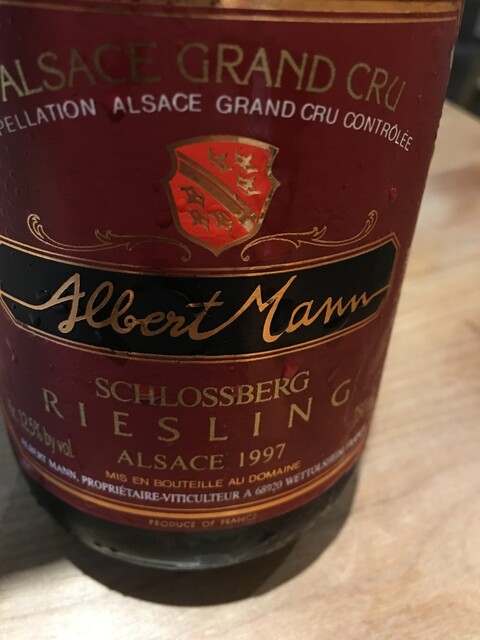 ALSACE GRAND CRU
PELLATION ALSACE GRAND CRU CONTRÔLÉE
Albert Mann
SCHLOSSBERG
RIESLING
12.5% by vol.
ALSACE 1997
MIS EN BOUTEILLE AU DOMAINE
ALBERT MANN, PROPRIÉTAIRE-VITICULTEUR A 68920 WETTOLSHEIM
PRODUCE OF FRANCE